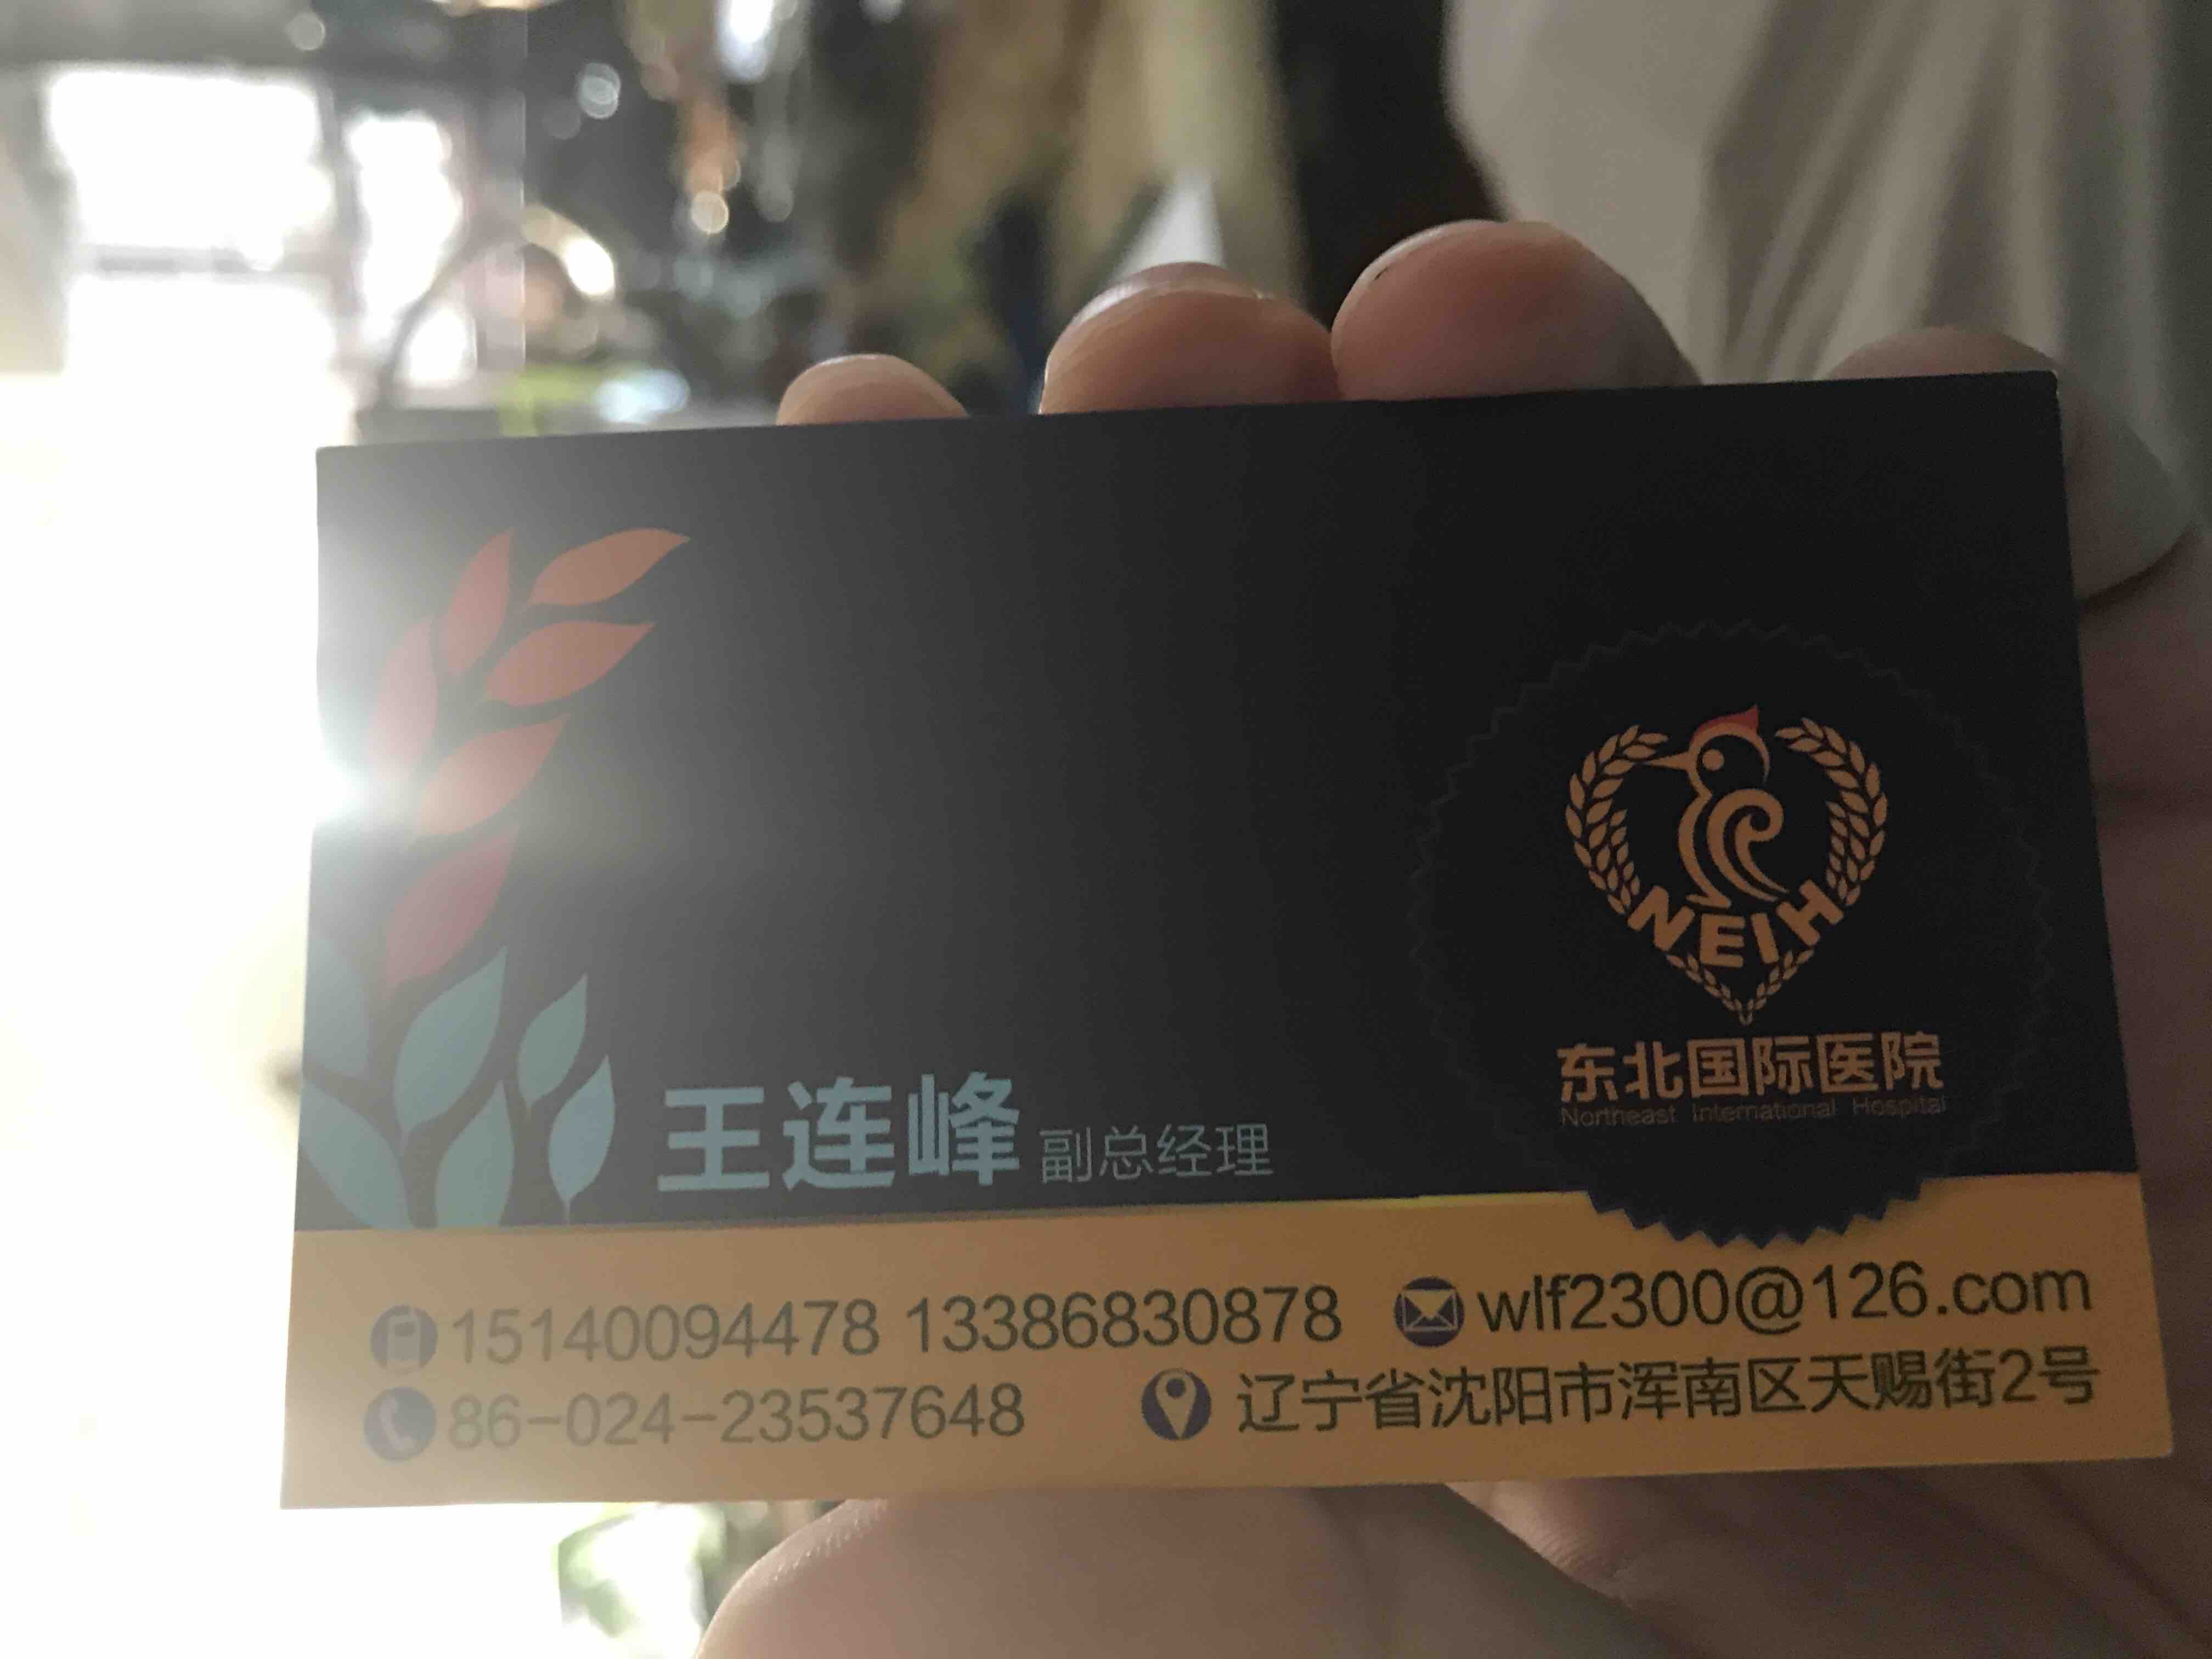 NEIH
东北国际医院
Northeast International Hospital
王连峰 副总经理
15140094478 13386830878 wlf2300@126.com
86-024-23537648 辽宁省沈阳市浑南区天赐街2号